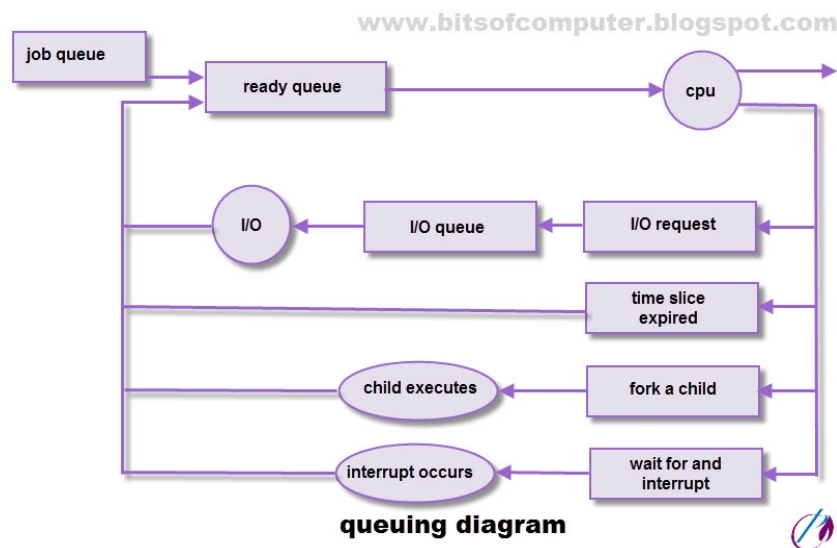 www.bitsofcomputer.blogspot.com
job queue
ready queue
cpu
I/O
I/O queue
I/O request
time slice
expired
child executes
fork a child
interrupt occurs
wait for and
interrupt
queuing diagram